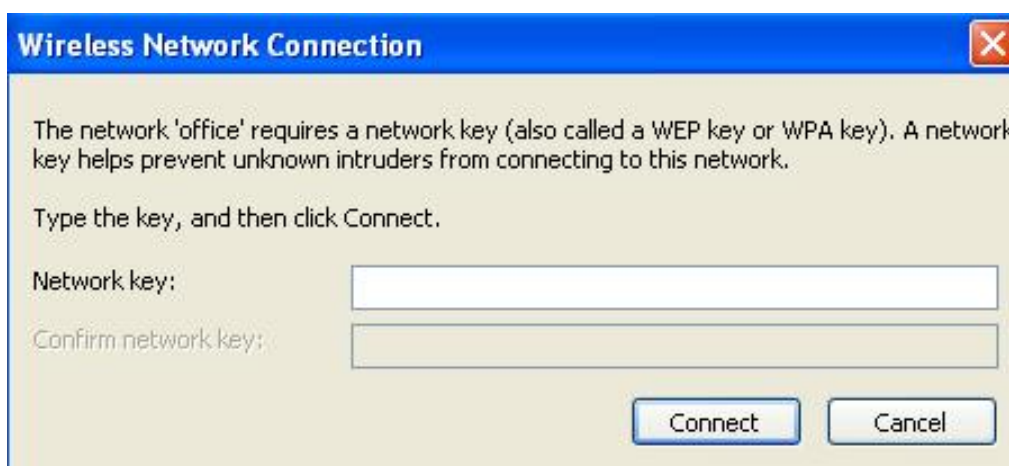 Wireless Network Connection
The network 'office' requires a network key (also called a WEP key or WPA key). A network
key helps prevent unknown intruders from connecting to this network.
Type the key, and then click Connect.
Network key:
Confirm network key:
Connect Cancel